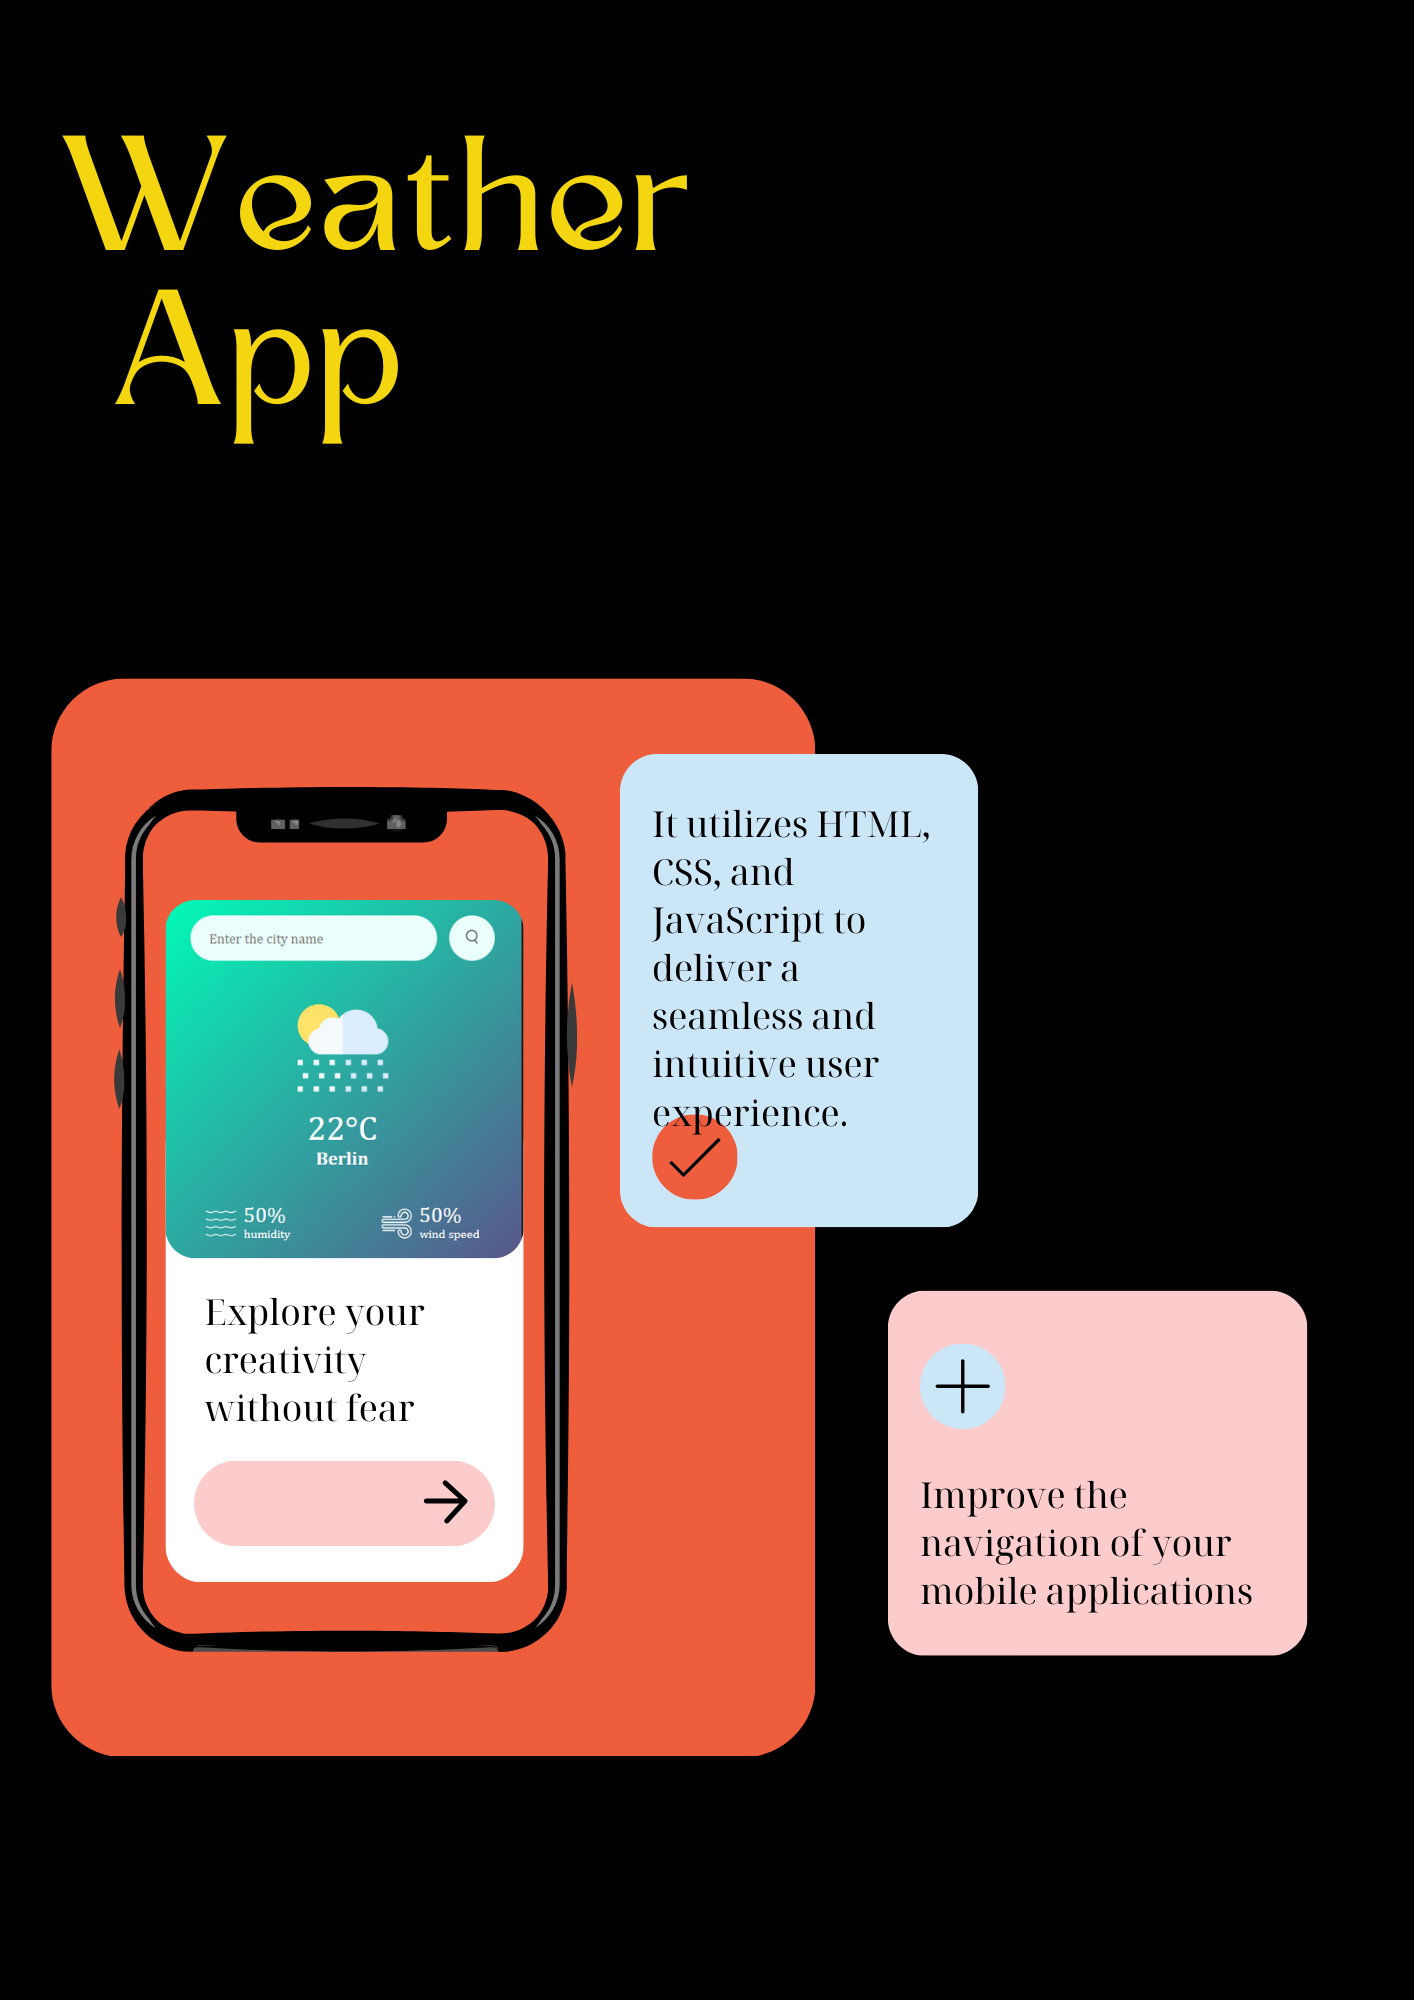 Weather
App
It utilizes HTML,
CSS, and
JavaScript to
deliver a
seamless and
intuitive user
experience.
Enter the city name
22°C
Berlin
50%
humidity
50%
wind speed
Explore your
creativity
without fear
Improve the
navigation of your
mobile applications